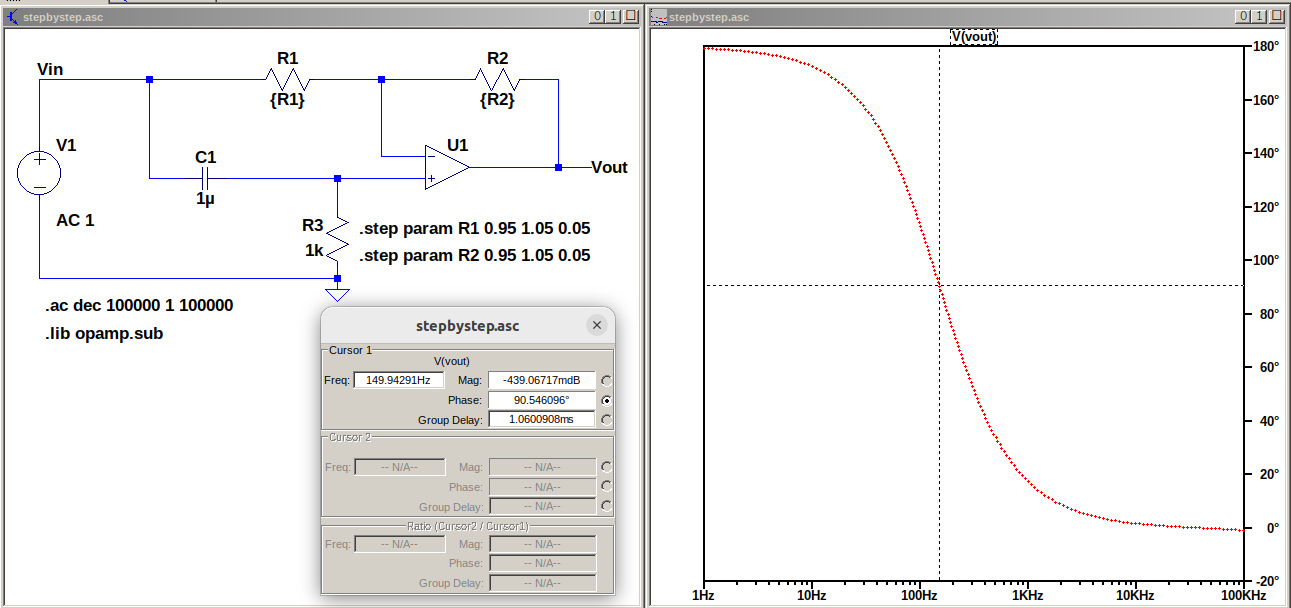 stepbystep.asc
0 1
stepbystep.asc
0 1
Vin
R1
{R1}
R2
{R2}
V1
AC 1
C1
1µ
U1
Vout
R3
1k
.step param R1 0.95 1.05 0.05
.step param R2 0.95 1.05 0.05
.ac dec 100000 1 100000
.lib opamp.sub
stepbystep.asc
Cursor 1
V(vout)
Freq: 149.94291Hz Mag: -439.06717mdB
Phase: 90.546096°
Group Delay: 1.0600908ms
Cursor 2
Freq: -- N/A-- Mag: -- N/A--
Phase: -- N/A--
Group Delay: -- N/A--
Ratio (Cursor2 / Cursor1)
Freq: -- N/A-- Mag: -- N/A--
Phase: -- N/A--
Group Delay: -- N/A--
V(vout)
180°
160°
140°
120°
100°
80°
60°
40°
20°
0°
-20°
1Hz 10Hz 100Hz 1KHz 10KHz 100KHz